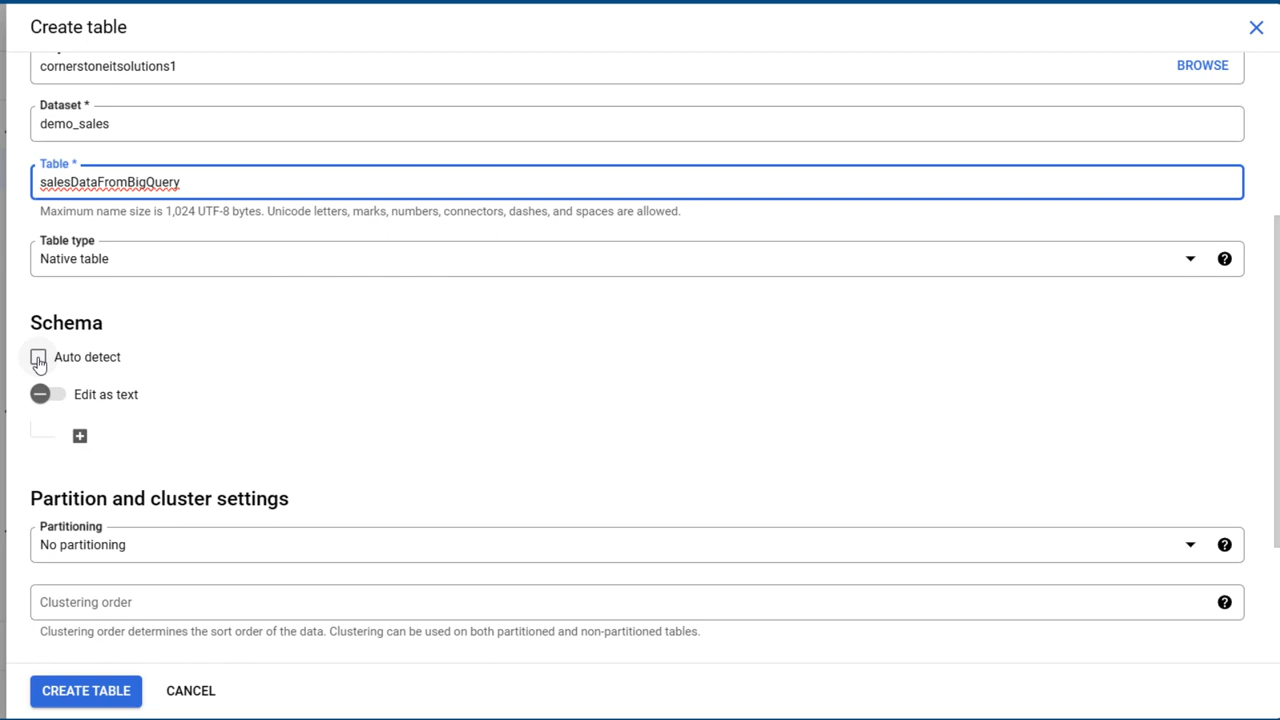 Create table
cornerstoneitsolutions1
BROWSE
Dataset *
demo_sales
Table *
salesDataFromBigQuery
Maximum name size is 1,024 UTF-8 bytes. Unicode letters, marks, numbers, connectors, dashes, and spaces are allowed.
Table type
Native table
Schema
Auto detect
Edit as text
Partition and cluster settings
Partitioning
No partitioning
Clustering order
Clustering order determines the sort order of the data. Clustering can be used on both partitioned and non-partitioned tables.
CREATE TABLE CANCEL